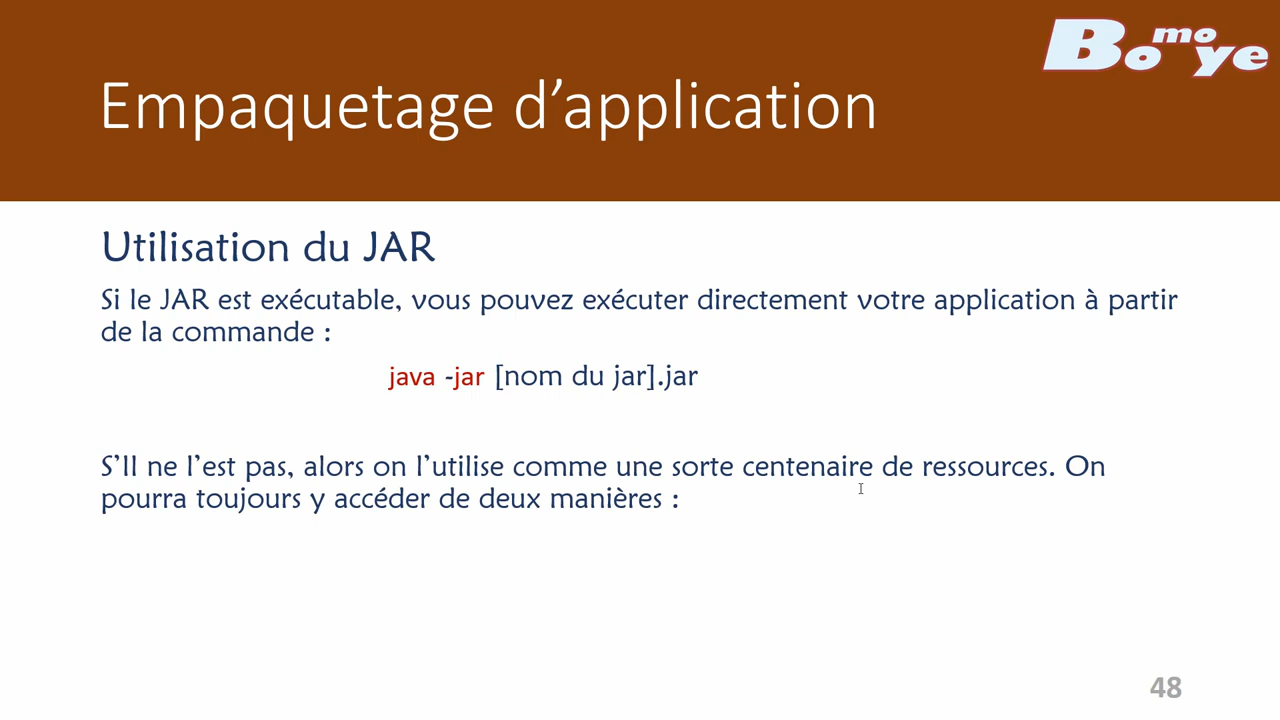 Bomoye
Empaquetage d’application
Utilisation du JAR
Si le JAR est exécutable, vous pouvez exécuter directement votre application à partir
de la commande :
java -jar [nom du jar].jar
S’Il ne l’est pas, alors on l’utilise comme une sorte centenaire de ressources. On
pourra toujours y accéder de deux manières :
48